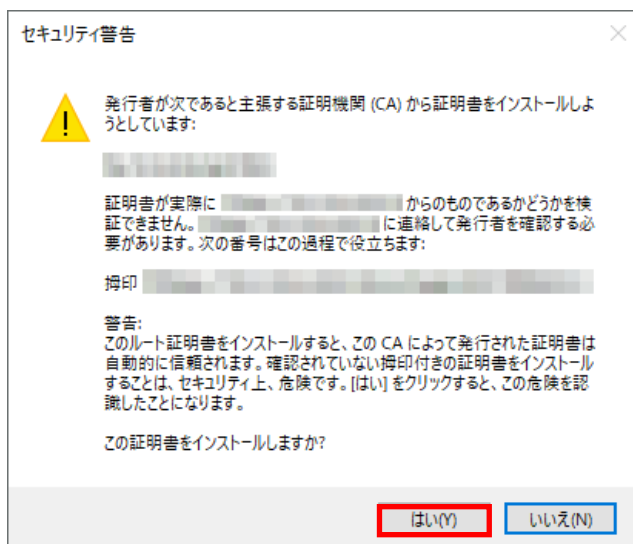 セキュリティ警告
発行者が次であると主張する証明機関 (CA) から証明書をインストールしよ
うとしています:
証明書が実際に からのものであるかどうかを検
証できません。 に連絡して発行者を確認する必
要があります。次の番号はこの過程で役立ちます:
拇印
警告:
このルート証明書をインストールすると、この CA によって発行された証明書は
自動的に信頼されます。確認されていない拇印付きの証明書をインストール
することは、セキュリティ上、危険です。[はい] をクリックすると、この危険を認
識したことになります。
この証明書をインストールしますか?
はい(Y) いいえ(N)